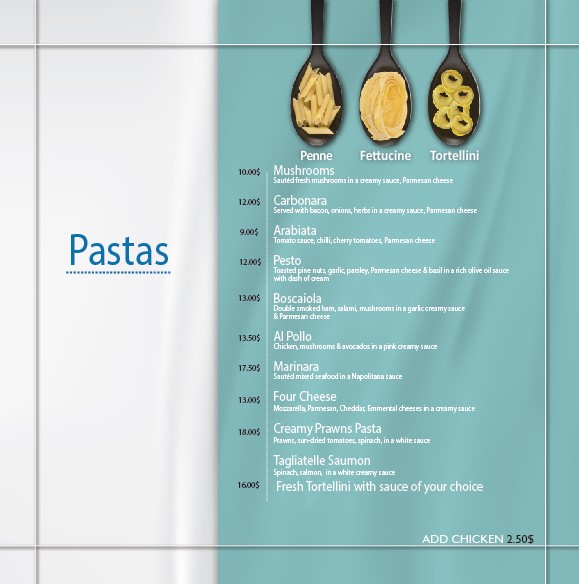 Penne Fettucine Tortellini
Pastas
10.00$ Mushrooms
Sautéd fresh mushrooms in a creamy sauce, Parmesan cheese
12.00$ Carbonara
Served with bacon, onions, herbs in a creamy sauce, Parmesan cheese
9.00$ Arabiata
Tomato sauce, chilli, cherry tomatoes, Parmesan cheese
12.00$ Pesto
Toasted pine nuts, garlic, parsley, Parmesan cheese & basil in a rich olive oil sauce
with dash of cream
13.00$ Boscaiola
Double smoked ham, salami, mushrooms in a garlic creamy sauce
& Parmesan cheese
13.50$ Al Pollo
Chicken, mushrooms & avocados in a pink creamy sauce
17.50$ Marinara
Sautéd mixed seafood in a Napolitana sauce
13.00$ Four Cheese
Mozzarella, Parmesan, Cheddar, Emmental cheeses in a creamy sauce
18.00$ Creamy Prawns Pasta
Prawns, sun-dried tomatoes, spinach, in a white sauce
Tagliatelle Saumon
Spinach, salmon, in a white creamy sauce
16.00$ Fresh Tortellini with sauce of your choice
ADD CHICKEN 2.50$